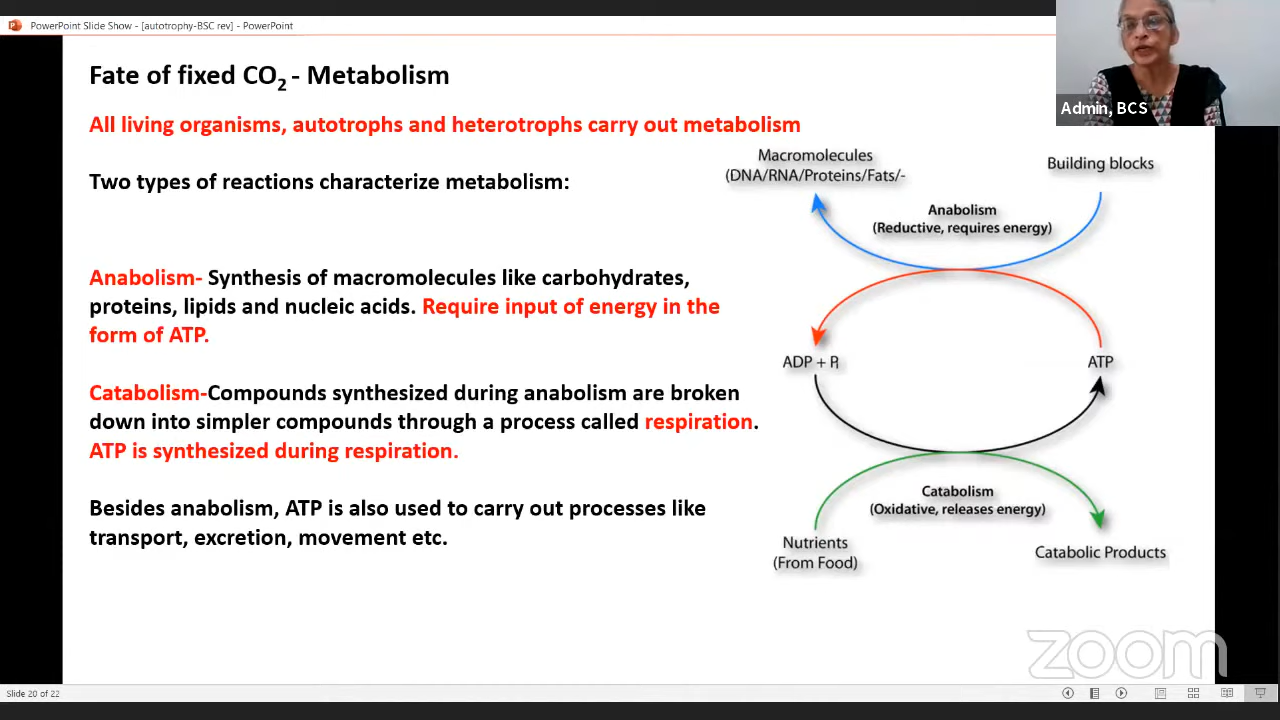 PowerPoint Slide Show - [autotrophy-BSC rev] - PowerPoint
Admin, BCS
Fate of fixed CO₂ - Metabolism
All living organisms, autotrophs and heterotrophs carry out metabolism
Two types of reactions characterize metabolism:
Anabolism- Synthesis of macromolecules like carbohydrates,
proteins, lipids and nucleic acids. Require input of energy in the
form of ATP.
Catabolism-Compounds synthesized during anabolism are broken
down into simpler compounds through a process called respiration.
ATP is synthesized during respiration.
Besides anabolism, ATP is also used to carry out processes like
transport, excretion, movement etc.
Macromolecules
(DNA/RNA/Proteins/Fats/-
Building blocks
Anabolism
(Reductive, requires energy)
ADP + P
ATP
Catabolism
(Oxidative, releases energy)
Nutrients
(From Food)
Catabolic Products
zoom
Slide 20 of 22